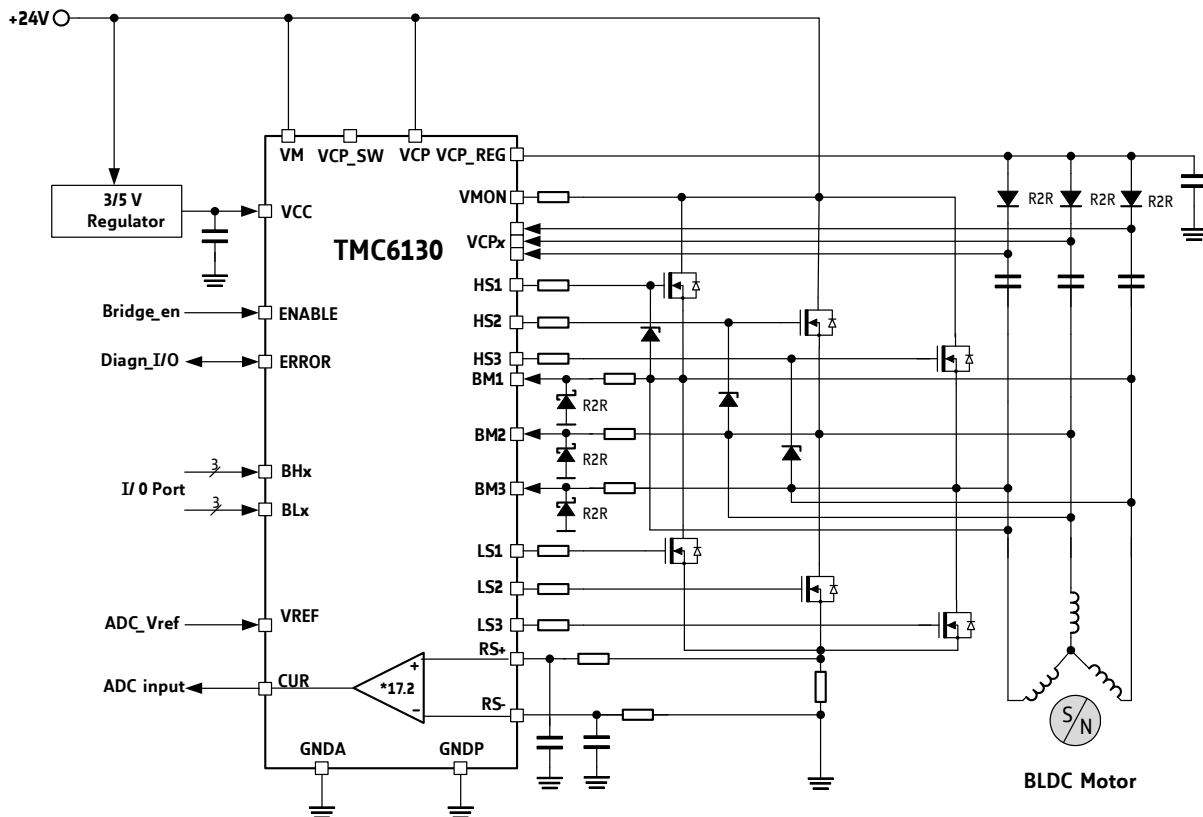 +24V
VM
VCP_SW
VCP
VCP_REG
3/5 V
Regulator
VCC
TMC6130
VMON
VCPx
R2R
R2R
R2R
HS1
HS2
HS3
Bridge_en
ENABLE
Diagn_I/O
ERROR
BM1
R2R
BM2
R2R
BM3
R2R
I/0 Port
3
BHx
3
BLx
LS1
LS2
LS3
ADC_Vref
VREF
RS+
ADC input
CUR
+
*17.2
-
RS-
GNDA
GNDP
S/N
BLDC Motor